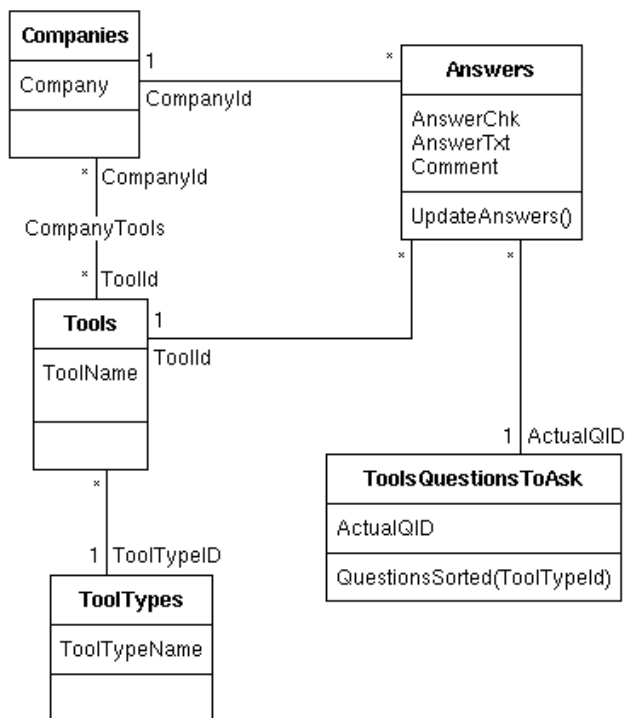 Companies
Company
1
*
CompanyId
Answers
AnswerChk
AnswerTxt
Comment
UpdateAnswers()
* CompanyId
CompanyTools
* ToolId
*
*
Tools
ToolName
1
ToolId
*
1 ToolTypeID
ToolTypes
ToolTypeName
1 ActualQID
ToolsQuestionsToAsk
ActualQID
QuestionsSorted(ToolTypeId)